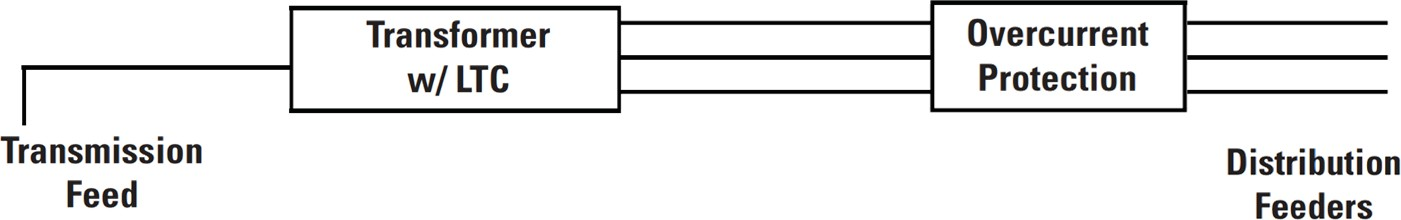 Transformer
w/ LTC
Overcurrent
Protection
Transmission
Feed
Distribution
Feeders